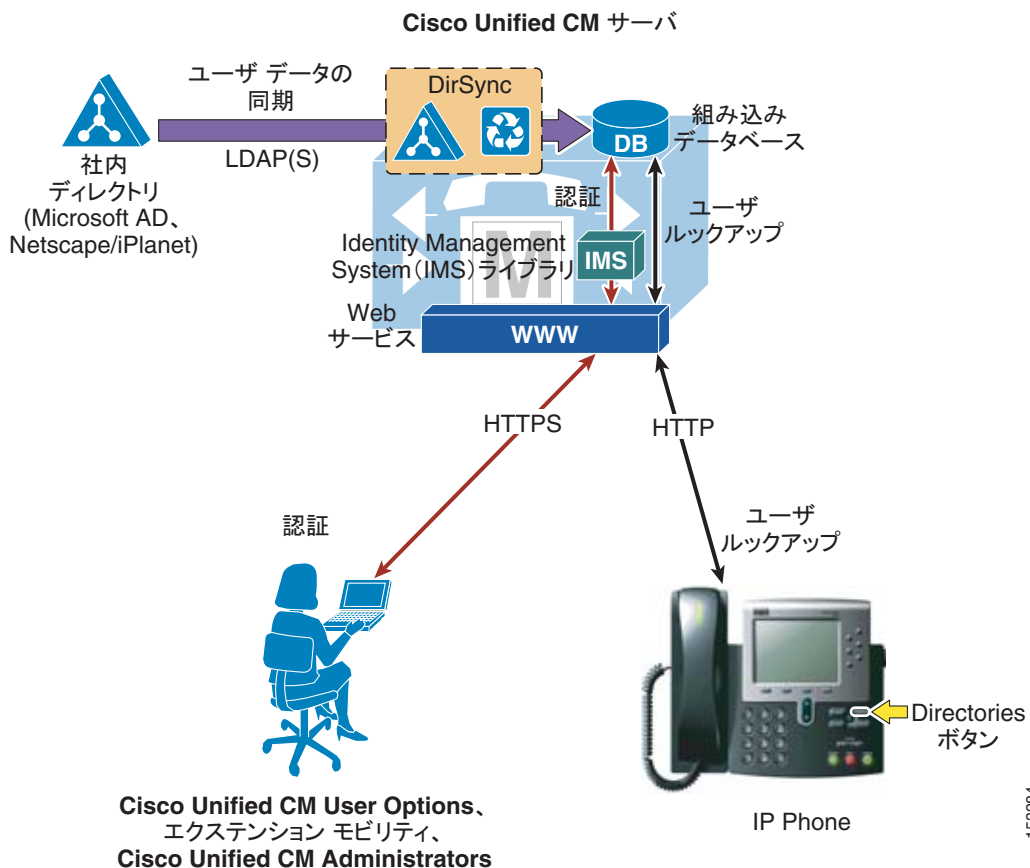 Cisco Unified CM サーバ
ユーザ データの
同期
DirSync
LDAP(S)
DB
組み込み
データベース
社内
ディレクトリ
(Microsoft AD、
Netscape/iPlanet)
認証
ユーザ
ルックアップ
Identity Management
System（IMS）ライブラリ
IMS
M
Web
サービス
WWW
HTTPS
HTTP
認証
ユーザ
ルックアップ
Directories
ボタン
Cisco Unified CM User Options、
エクステンション モビリティ、
Cisco Unified CM Administrators
IP Phone